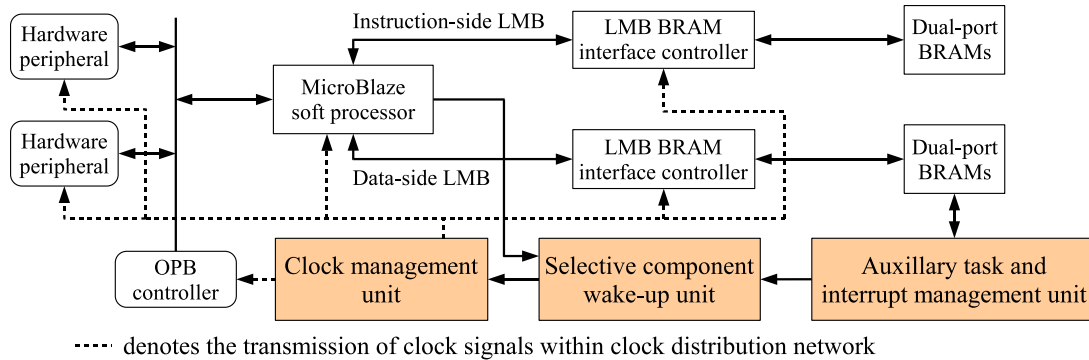 Hardware
peripheral
Instruction-side LMB
MicroBlaze
soft processor
LMB BRAM
interface controller
Dual-port
BRAMs
Hardware
peripheral
Data-side LMB
LMB BRAM
interface controller
Dual-port
BRAMs
OPB
controller
Clock management
unit
Selective component
wake-up unit
Auxillary task and
interrupt management unit
denotes the transmission of clock signals within clock distribution network